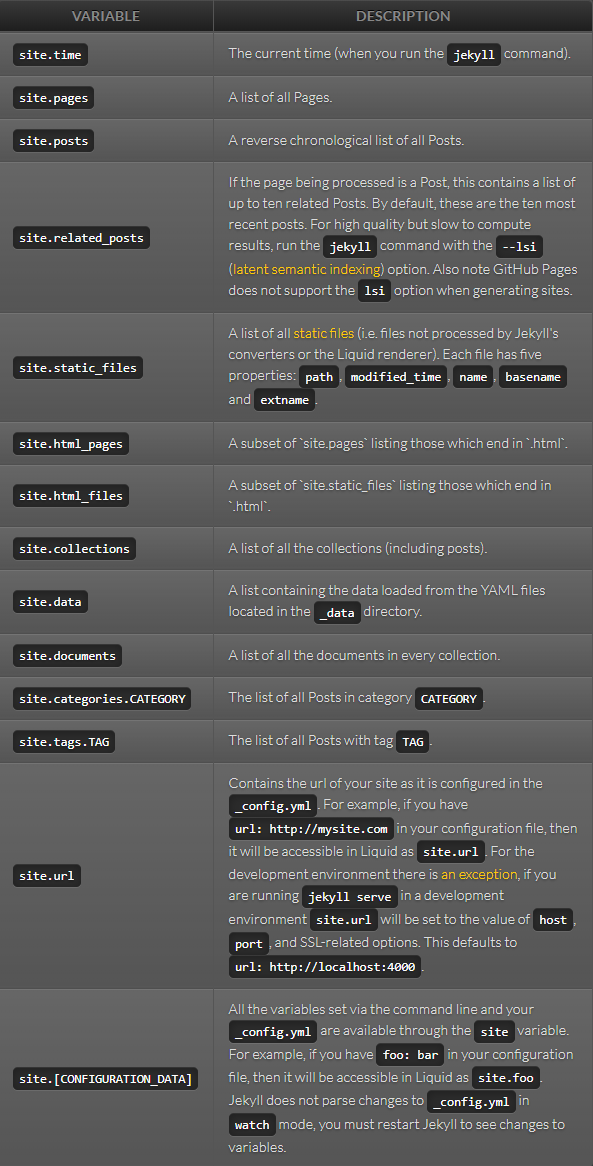 VARIABLE DESCRIPTION
site.time The current time (when you run the jekyll command).
site.pages A list of all Pages.
site.posts A reverse chronological list of all Posts.
If the page being processed is a Post, this contains a list of
up to ten related Posts. By default, these are the ten most
recent posts. For high quality but slow to compute
site.related_posts results, run the jekyll command with the --lsi
(latent semantic indexing) option. Also note GitHub Pages
does not support the lsi option when generating sites.
A list of all static files (i.e. files not processed by Jekyll's
converters or the Liquid renderer). Each file has five
site.static_files properties: path, modified_time, name, basename
and extname.
site.html_pages A subset of `site.pages` listing those which end in `.html`.
site.html_files A subset of `site.static_files` listing those which end in
`.html`.
site.collections A list of all the collections (including posts).
site.data A list containing the data loaded from the YAML files
located in the _data directory.
site.documents A list of all the documents in every collection.
site.categories.CATEGORY The list of all Posts in category CATEGORY.
site.tags.TAG The list of all Posts with tag TAG.
Contains the url of your site as it is configured in the
_config.yml. For example, if you have
url: http://mysite.com in your configuration file, then
it will be accessible in Liquid as site.url. For the
site.url development environment there is an exception, if you
are running jekyll serve in a development
environment site.url will be set to the value of host,
port, and SSL-related options. This defaults to
url: http://localhost:4000.
All the variables set via the command line and your
_config.yml are available through the site variable.
For example, if you have foo: bar in your configuration
site.[CONFIGURATION_DATA] file, then it will be accessible in Liquid as site.foo.
Jekyll does not parse changes to _config.yml in
watch mode, you must restart Jekyll to see changes to
variables.